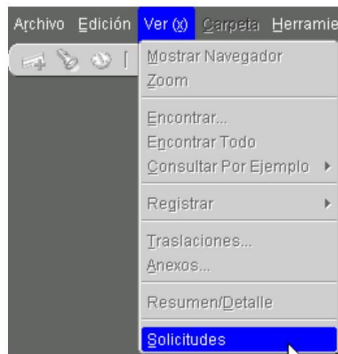 Archivo Edición Ver (x) Carpeta Herramie
Mostrar Navegador
Zoom
Encontrar...
Encontrar Todo
Consultar Por Ejemplo
Registrar
Traslaciones...
Anexos...
Resumen/Detalle
Solicitudes